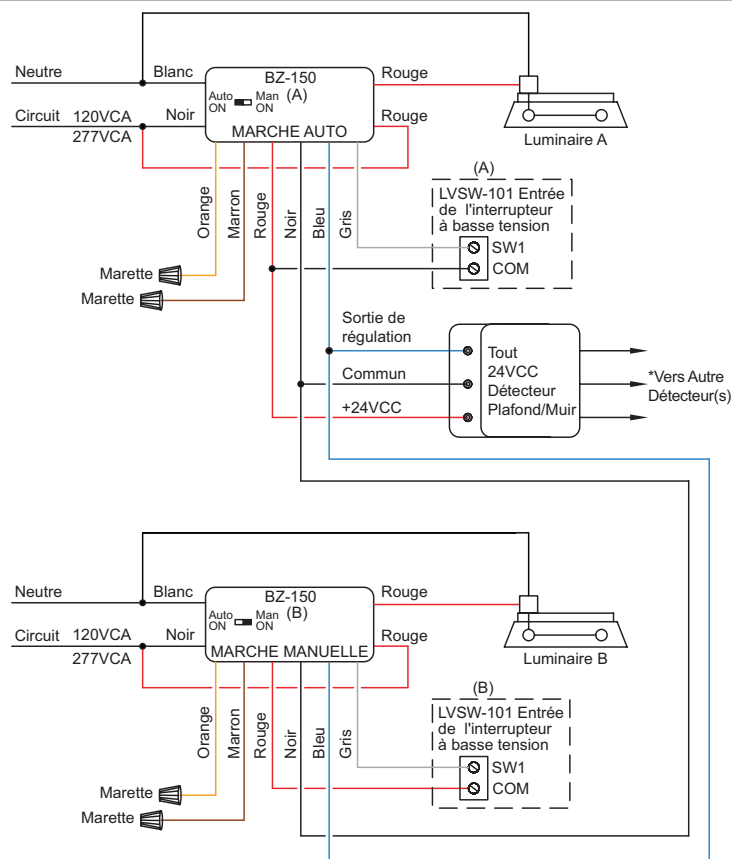 Neutre
Blanc
BZ-150
(A)
Auto
ON
Man
ON
MARCHE AUTO
Rouge
Circuit
120VCA
277VCA
Noir
Rouge
Luminaire A
Orange
Marron
Rouge
Noir
Bleu
Gris
Marette
Marette
(A)
LVSW-101 Entrée
de l'interrupteur
à basse tension
SW1
COM
Sortie de
régulation
Commun
+24VCC
Tout
24VCC
Détecteur
Plafond/Muir
*Vers Autre
Détecteur(s)
Neutre
Blanc
BZ-150
(B)
Auto
ON
Man
ON
MARCHE MANUELLE
Rouge
Circuit
120VCA
277VCA
Noir
Rouge
Luminaire B
Orange
Marron
Rouge
Noir
Bleu
Gris
Marette
Marette
(B)
LVSW-101 Entrée
de l'interrupteur
à basse tension
SW1
COM